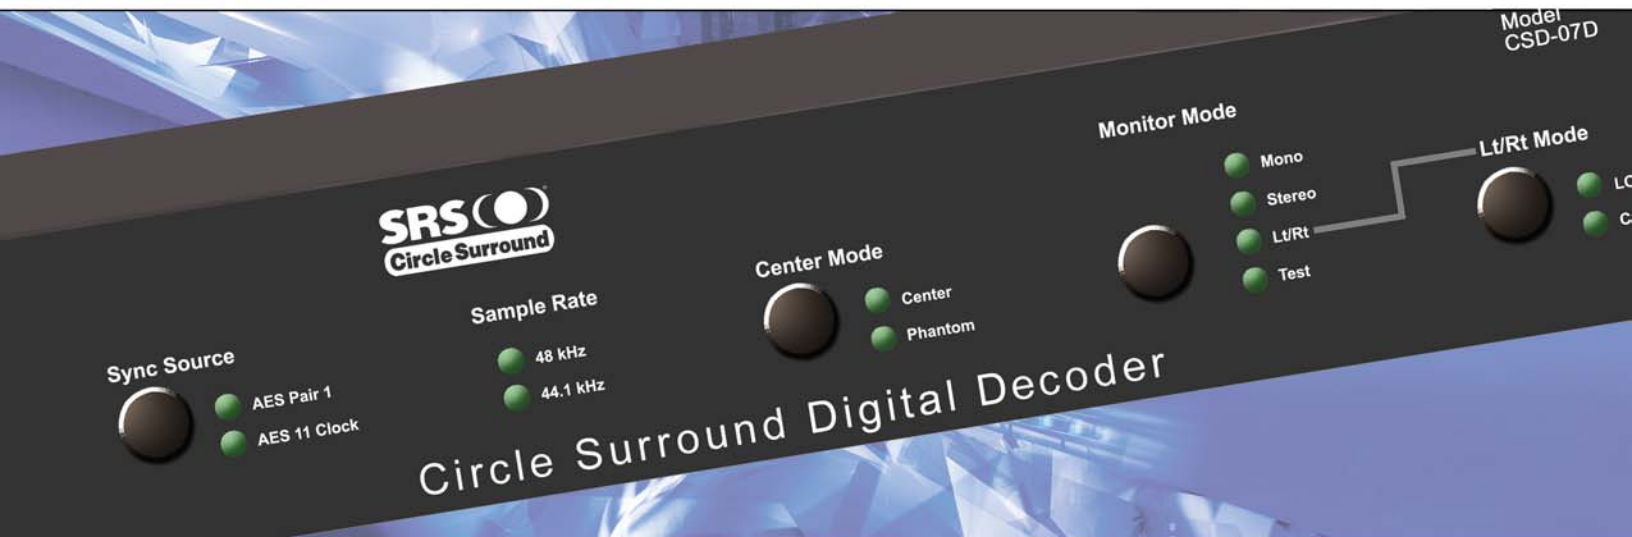 Model
CSD-07D
Monitor Mode
Mono
Stereo
Lt/Rt
Test
Lt/Rt Mode
SRS
Circle Surround
Center Mode
Center
Phantom
Sample Rate
48 kHz
44.1 kHz
Sync Source
AES Pair 1
AES 11 Clock
Circle Surround Digital Decoder